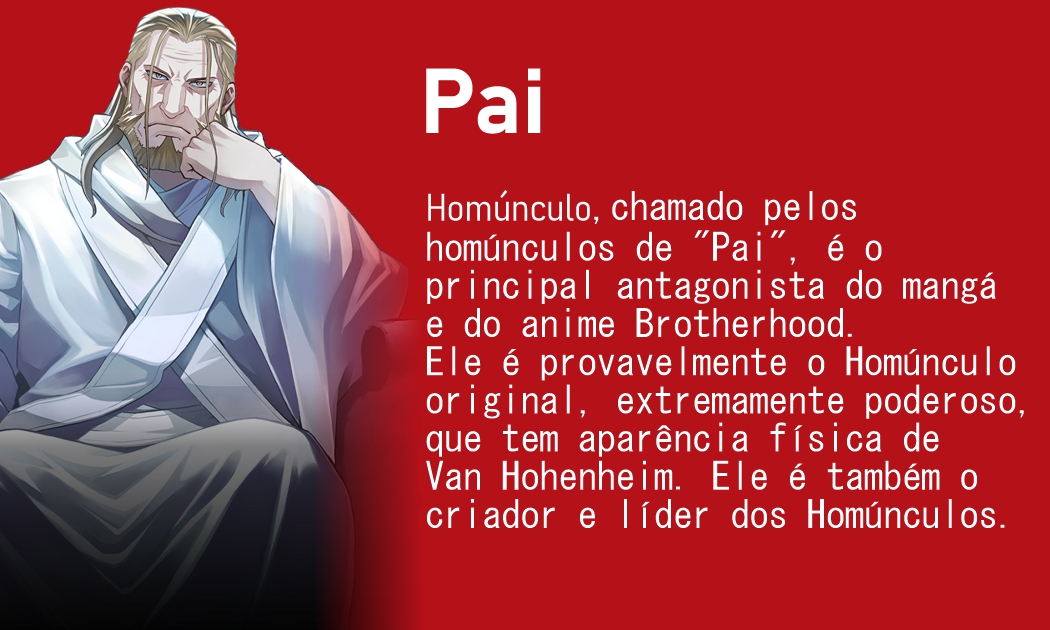 Pai
Homúnculo, chamado pelos
homúnculos de "Pai", é o
principal antagonista do mangá
e do anime Brotherhood.
Ele é provavelmente o Homúnculo
original, extremamente poderoso,
que tem aparência física de
Van Hohenheim. Ele é também o
criador e líder dos Homúnculos.